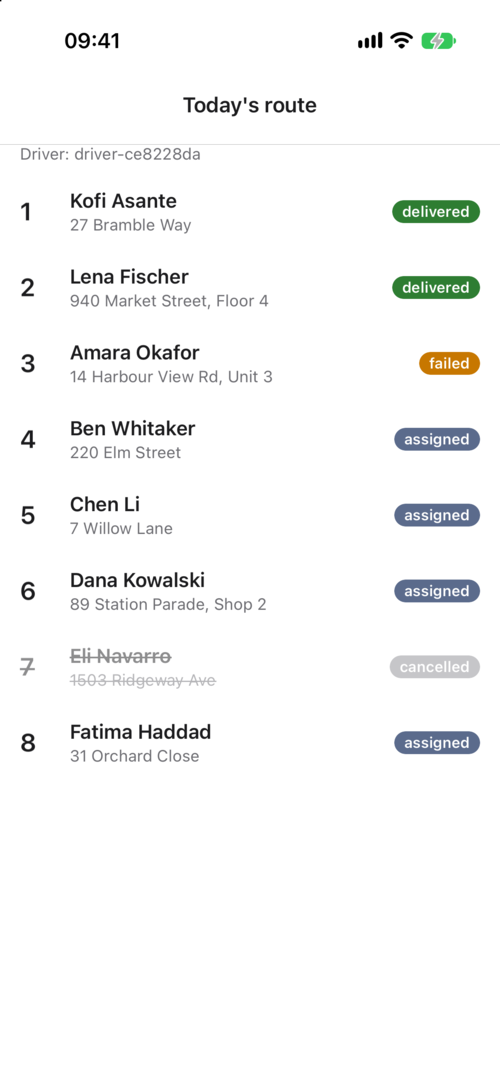 09:41
Today's route
Driver: driver-ce8228da
1
Kofi Asante
27 Bramble Way
delivered
2
Lena Fischer
940 Market Street, Floor 4
delivered
3
Amara Okafor
14 Harbour View Rd, Unit 3
failed
4
Ben Whitaker
220 Elm Street
assigned
5
Chen Li
7 Willow Lane
assigned
6
Dana Kowalski
89 Station Parade, Shop 2
assigned
7
Eli Navarro
1503 Ridgeway Ave
cancelled
8
Fatima Haddad
31 Orchard Close
assigned